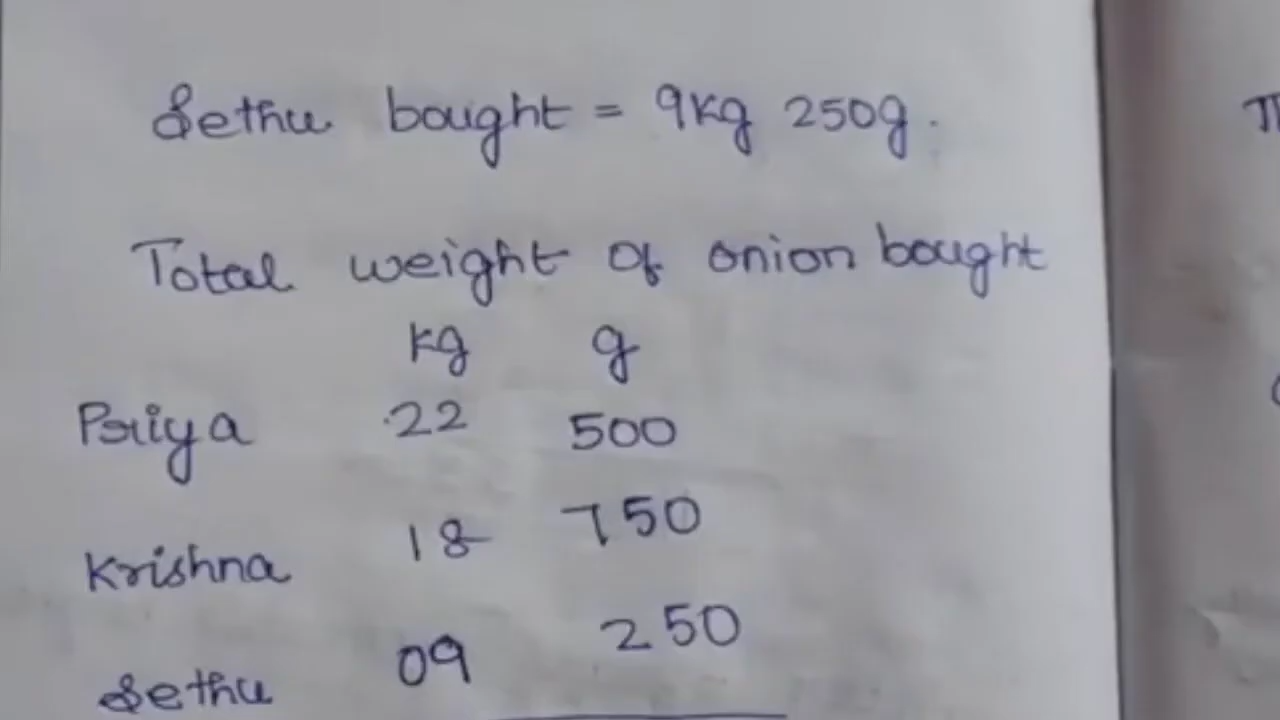 Sethu bought = 9kg 250g.
Total weight of onion bought
kg g
Priya 22 500
Krishna 18 750
Sethu 09 250